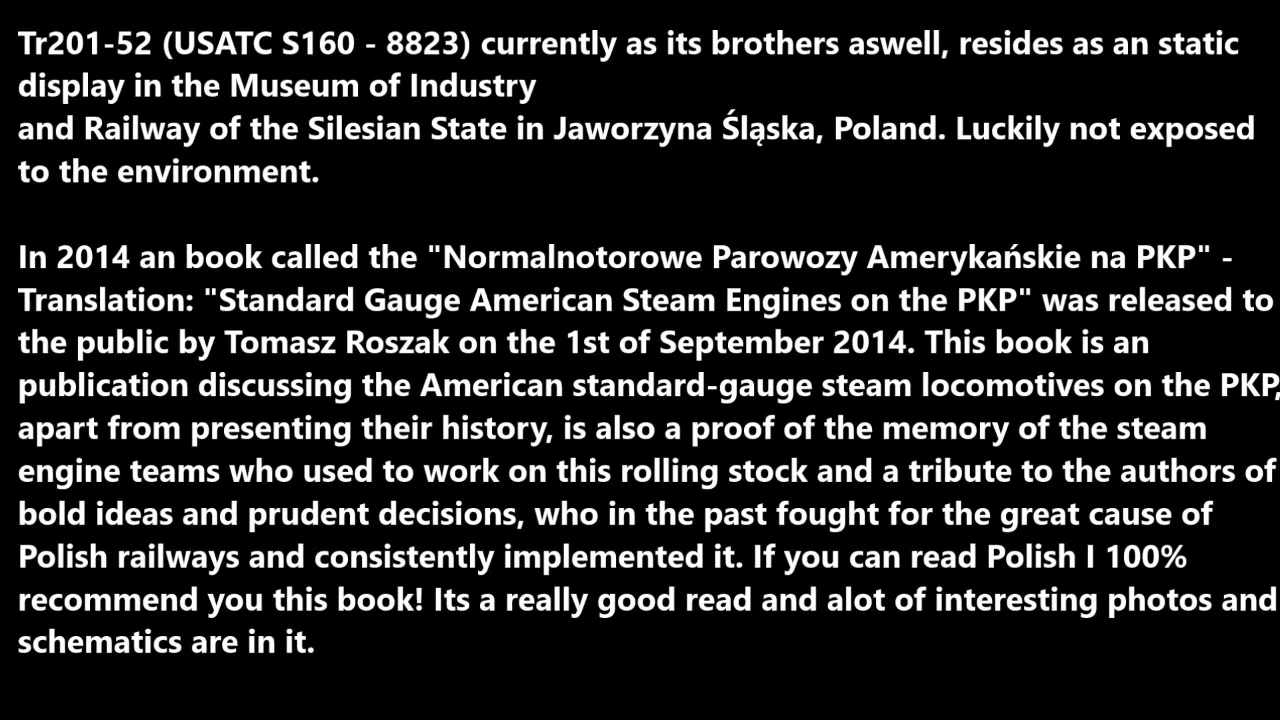 Tr201-52 (USATC S160 - 8823) currently as its brothers aswell, resides as an static
display in the Museum of Industry
and Railway of the Silesian State in Jaworzyna Śląska, Poland. Luckily not exposed
to the environment.
In 2014 an book called the "Normalnotorowe Parowozy Amerykańskie na PKP" -
Translation: "Standard Gauge American Steam Engines on the PKP" was released to
the public by Tomasz Roszak on the 1st of September 2014. This book is an
publication discussing the American standard-gauge steam locomotives on the PKP,
apart from presenting their history, is also a proof of the memory of the steam
engine teams who used to work on this rolling stock and a tribute to the authors of
bold ideas and prudent decisions, who in the past fought for the great cause of
Polish railways and consistently implemented it. If you can read Polish I 100%
recommend you this book! Its a really good read and alot of interesting photos and
schematics are in it.